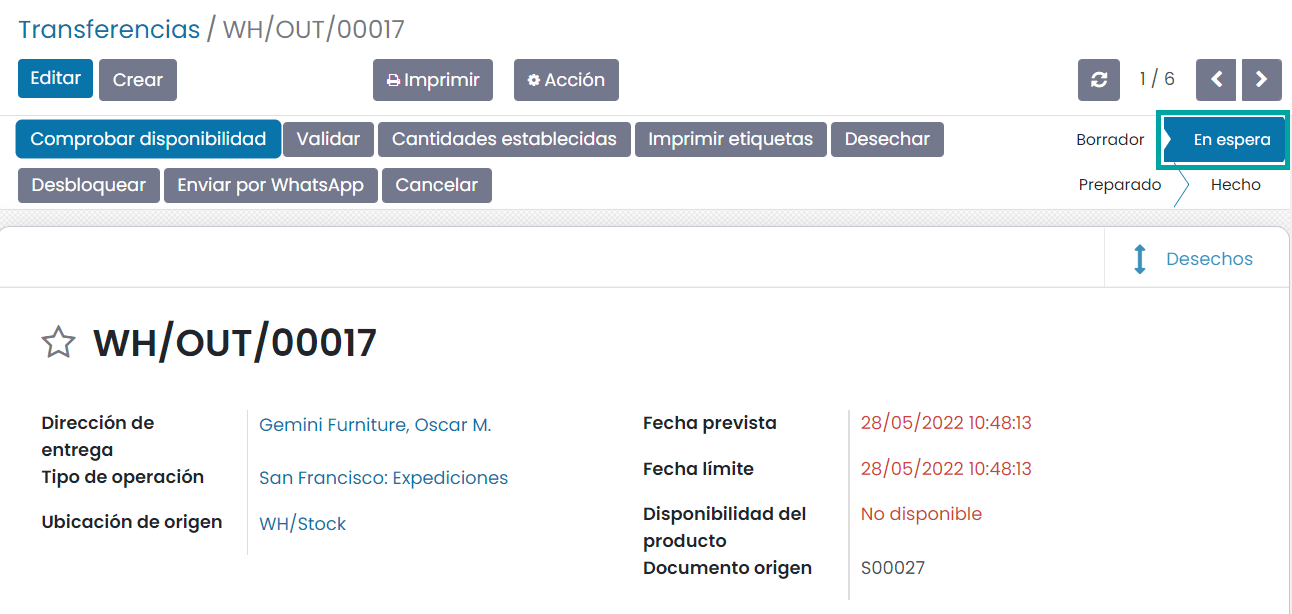 Transferencias / WH/OUT/00017
Editar Crear Imprimir Acción 1 / 6
Comprobar disponibilidad Validar Cantidades establecidas Imprimir etiquetas Desechar Borrador En espera
Desbloquear Enviar por WhatsApp Cancelar Preparado Hecho
Desechos
WH/OUT/00017
Dirección de entrega Gemini Furniture, Oscar M.
Tipo de operación San Francisco: Expediciones
Ubicación de origen WH/Stock
Fecha prevista 28/05/2022 10:48:13
Fecha límite 28/05/2022 10:48:13
Disponibilidad del producto No disponible
Documento origen S00027